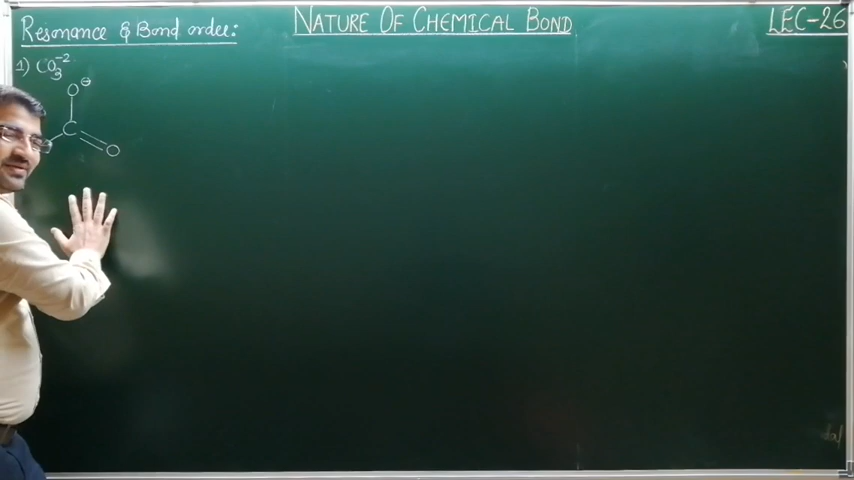 NATURE OF CHEMICAL BOND
LEC-26
Resonance & Bond order:
1) CO₃⁻²
O⊖
C
O